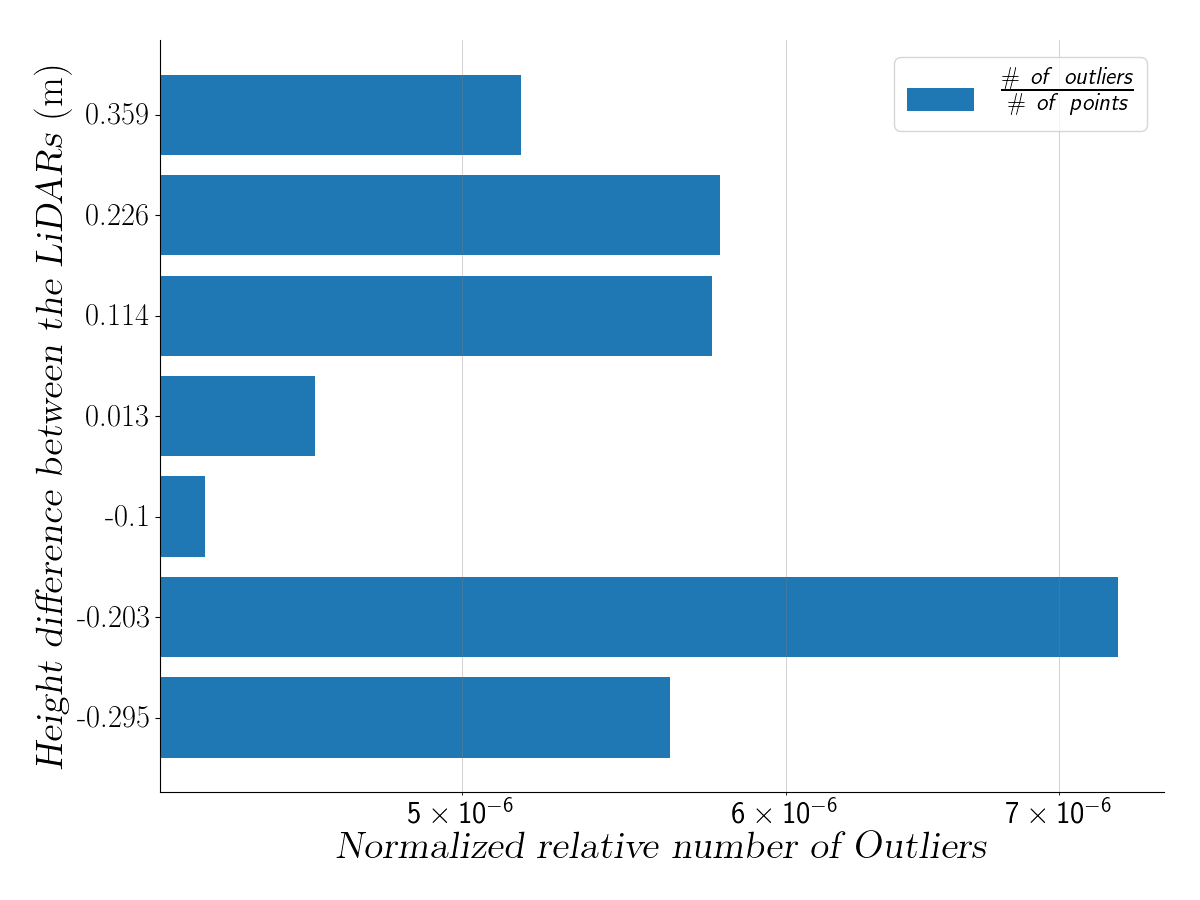 Height difference between the LiDARs (m)
0.359
0.226
0.114
0.013
-0.1
-0.203
-0.295
# of outliers
# of points
5 × 10⁻⁶
6 × 10⁻⁶
7 × 10⁻⁶
Normalized relative number of Outliers